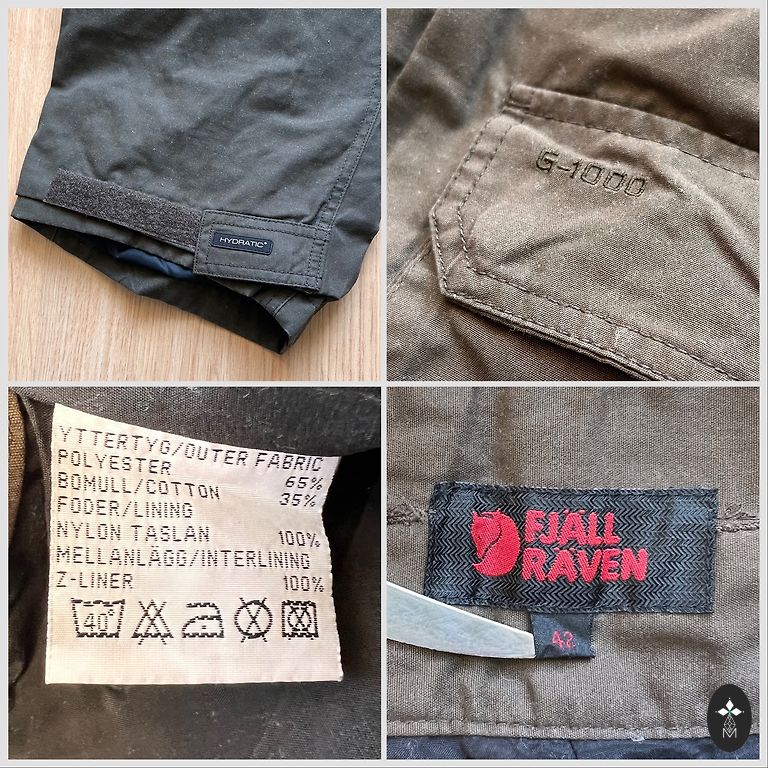 HYDRATIC®
G-1000
YTTERTYG/OUTER FABRIC
POLYESTER 65%
BOMULL/COTTON 35%
FODER/LINING
NYLON TASLAN 100%
MELLANLÄGG/INTERLINING
Z-LINER 100%
40°
FJÄLL
RÄVEN
42
M